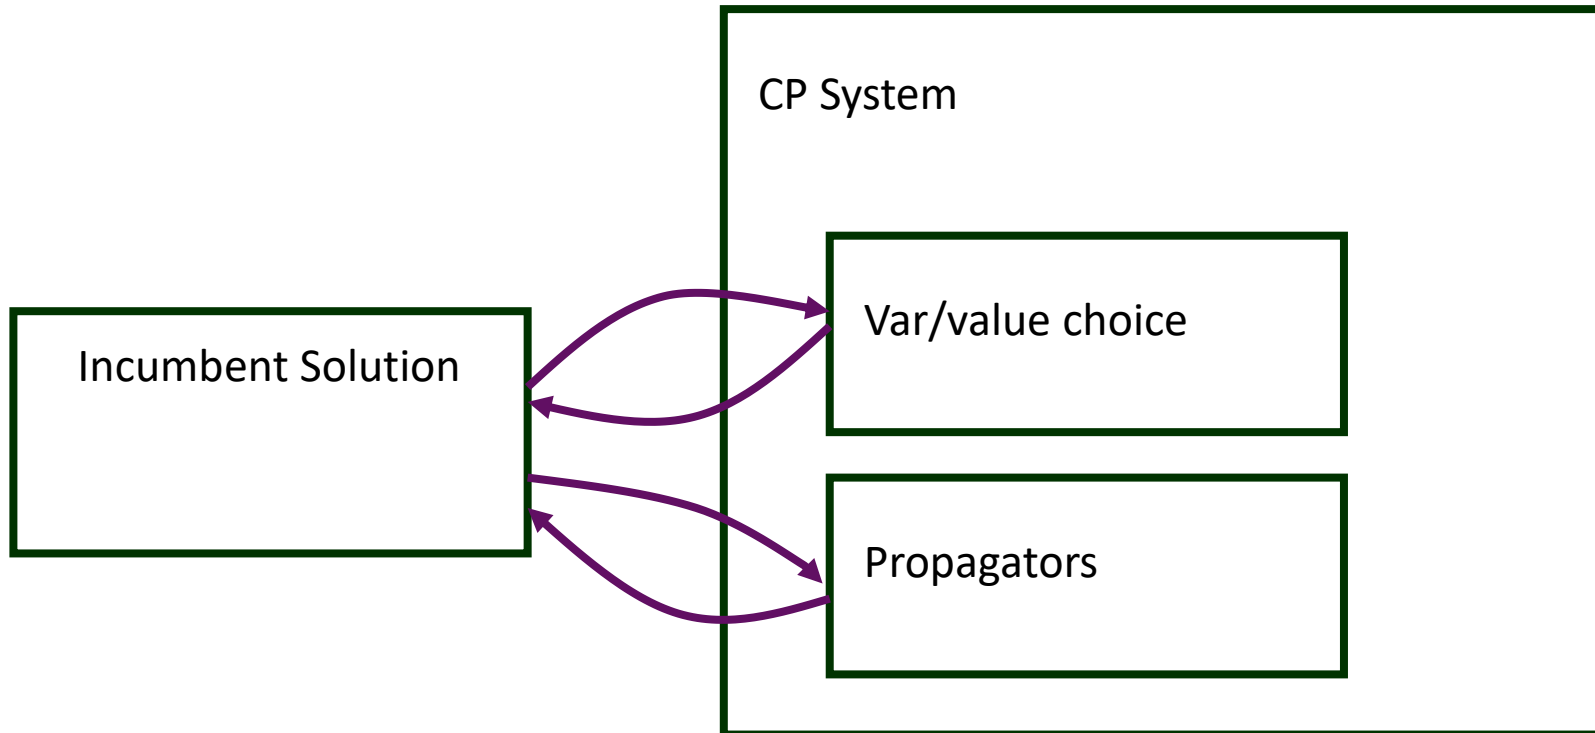 CP System
Var/value choice
Incumbent Solution
Propagators